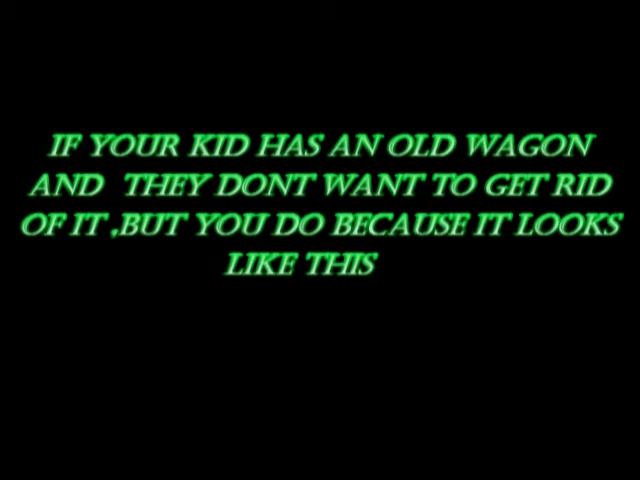 IF YOUR KID HAS AN OLD WAGON
AND THEY DONT WANT TO GET RID
OF IT ,BUT YOU DO BECAUSE IT LOOKS
LIKE THIS